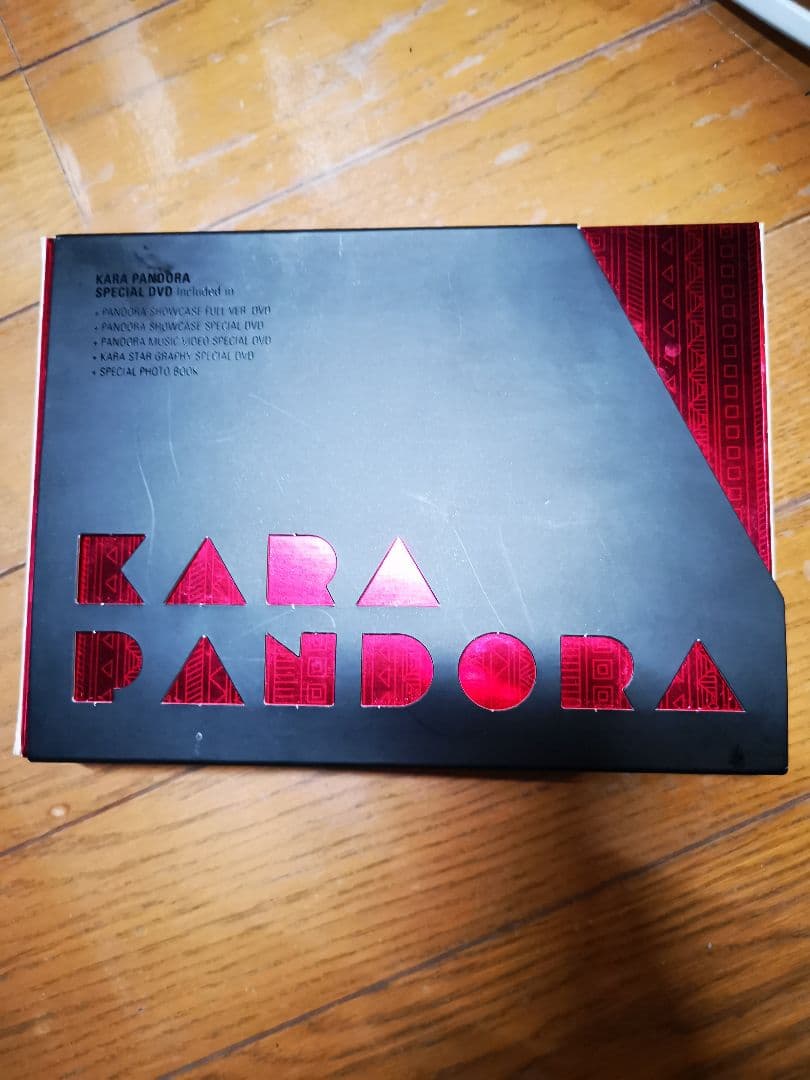 KARA PANDORA
SPECIAL DVD Included in
• PANDORA SHOWCASE FULL VER. DVD
• PANDORA SHOWCASE SPECIAL DVD
• PANDORA MUSIC VIDEO SPECIAL DVD
• KARA STAR GRAPHY SPECIAL DVD
• SPECIAL PHOTO BOOK
KARA
PANDORA